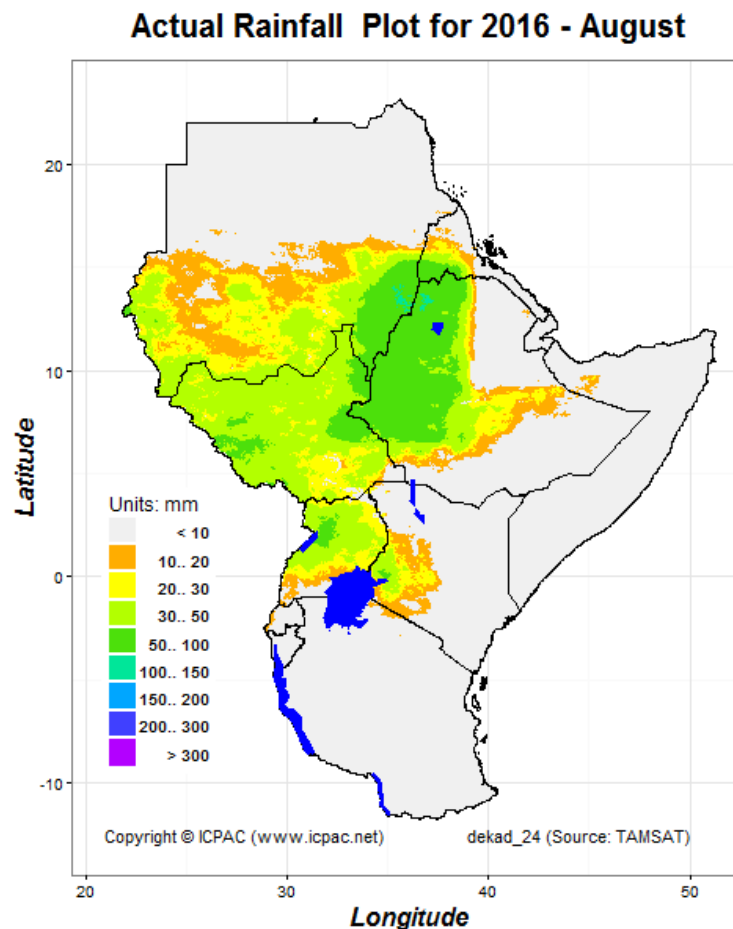 Actual Rainfall Plot for 2016 - August
20
10
0
-10
Latitude
Units: mm
< 10
10.. 20
20.. 30
30.. 50
50.. 100
100.. 150
150.. 200
200.. 300
> 300
Copyright © ICPAC (www.icpac.net) dekad_24 (Source: TAMSAT)
20 30 40 50
Longitude